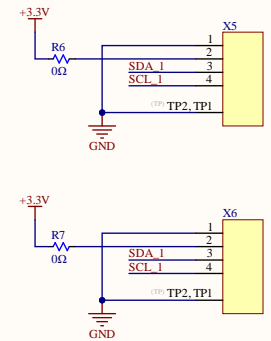 +3.3V
X5
R6
0Ω
1
2
SDA_1 3
SCL_1 4
(TP) TP2, TP1
GND
+3.3V
X6
R7
0Ω
1
2
SDA_1 3
SCL_1 4
(TP) TP2, TP1
GND